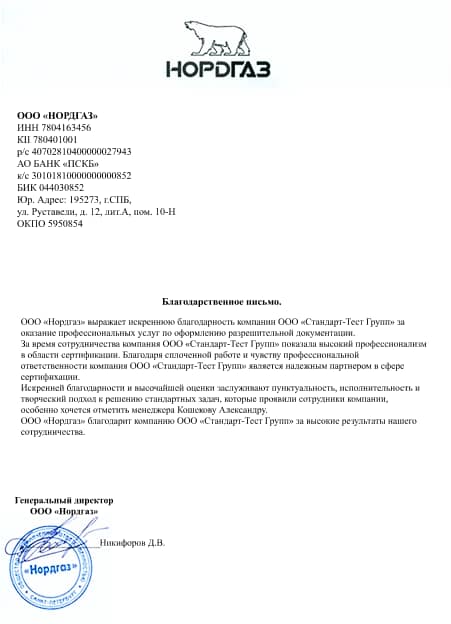 НОРДГАЗ
ООО «НОРДГАЗ»
ИНН 7804163456
КП 780401001
р/с 40702810400000027943
АО БАНК «ПСКБ»
к/с 30101810000000000852
БИК 044030852
Юр. Адрес: 195273, г.СПБ,
ул. Руставели, д. 12, лит.А, пом. 10-Н
ОКПО 5950854
Благодарственное письмо.
ООО «Нордгаз» выражает искреннюю благодарность компании ООО «Стандарт-Тест Групп» за
оказание профессиональных услуг по оформлению разрешительной документации.
За время сотрудничества компания ООО «Стандарт-Тест Групп» показала высокий профессионализм
в области сертификации. Благодаря сплоченной работе и чувству профессиональной
ответственности компания ООО «Стандарт-Тест Групп» является надежным партнером в сфере
сертификации.
Искренней благодарности и высочайшей оценки заслуживают пунктуальность, исполнительность и
творческий подход к решению стандартных задач, которые проявили сотрудники компании,
особенно хочется отметить менеджера Кошекову Александру.
ООО «Нордгаз» благодарит компанию ООО «Стандарт-Тест Групп» за высокие результаты нашего
сотрудничества.
Генеральный директор
ООО «Нордгаз»
Никифоров Д.В.
«Нордгаз»
САНКТ-ПЕТЕРБУРГ